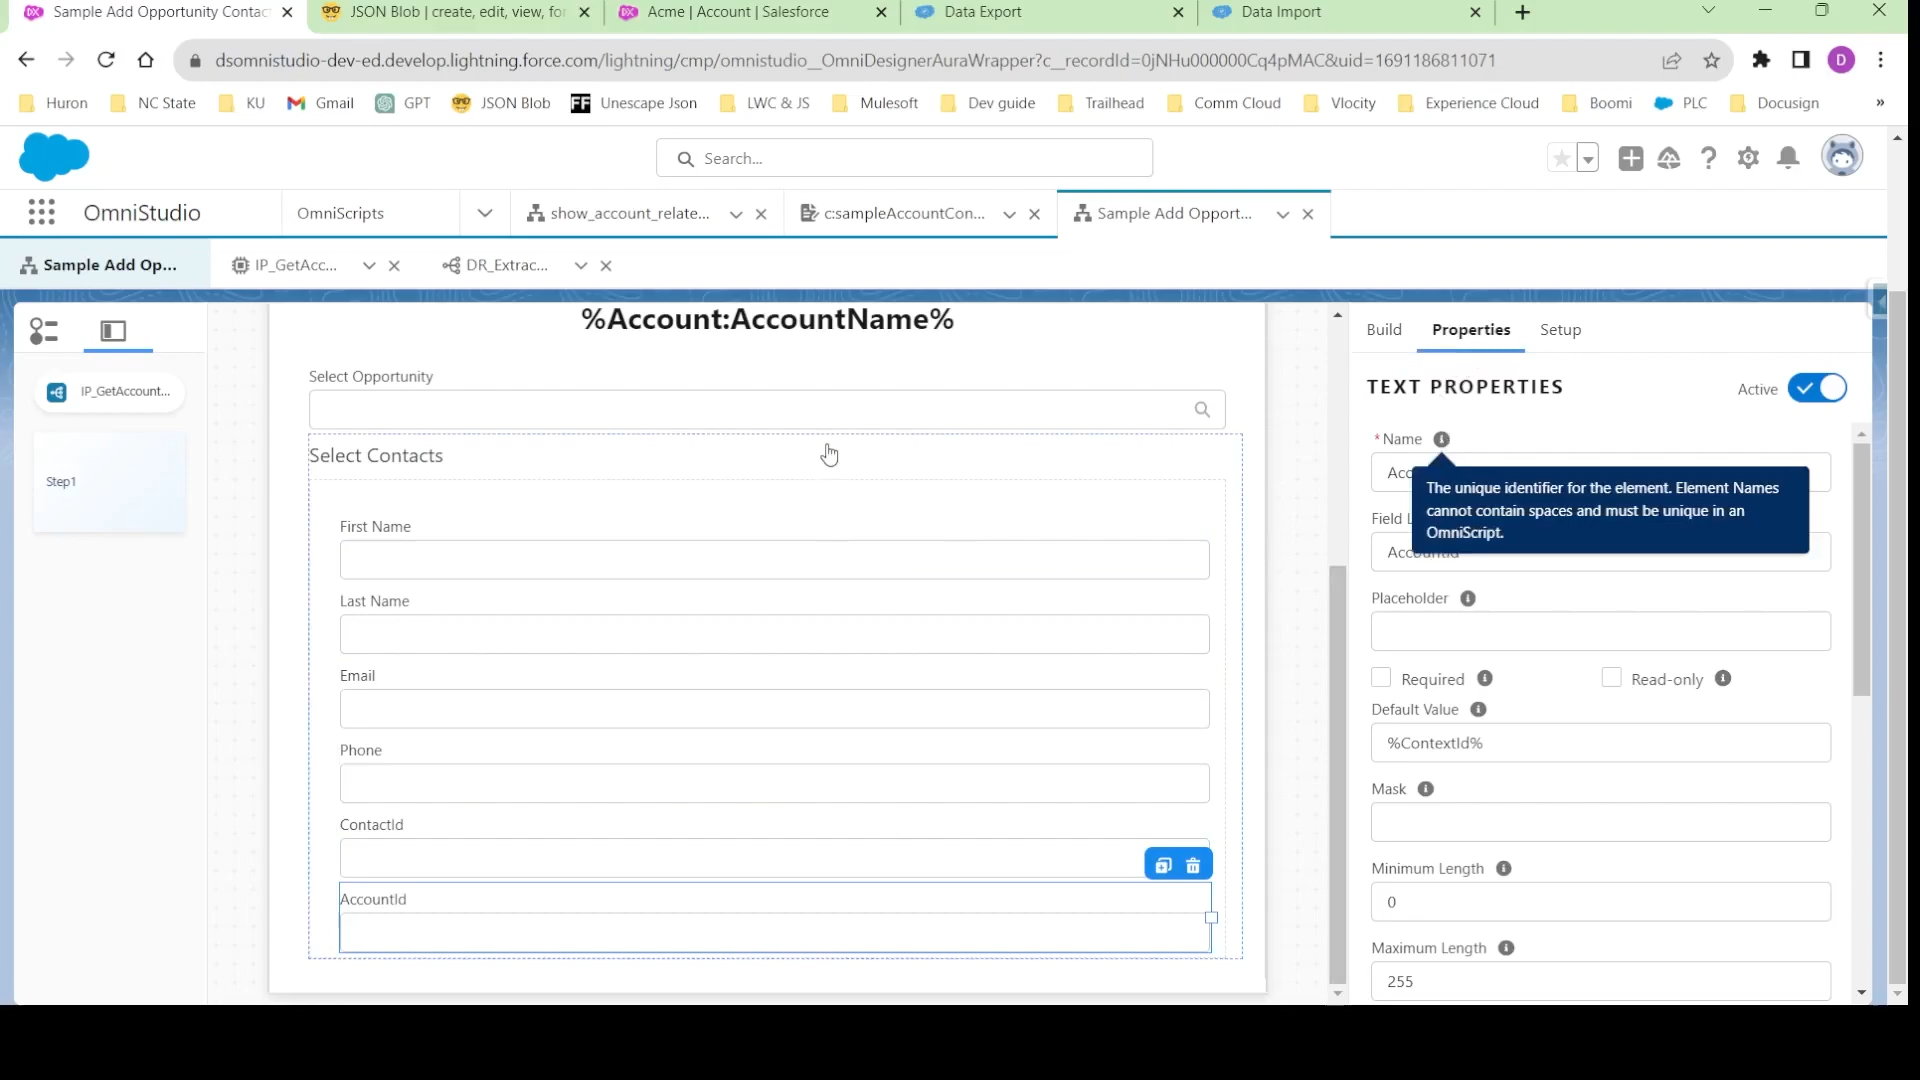 Sample Add Opportunity Contac
JSON Blob | create, edit, view, for
Acme | Account | Salesforce
Data Export
Data Import
dsomnistudio-dev-ed.develop.lightning.force.com/lightning/cmp/omnistudio__OmniDesignerAuraWrapper?c__recordId=0jNHu000000Cq4pMAC&uid=1691186811071
D
Huron
NC State
KU
Gmail
GPT
JSON Blob
FF Unescape Json
LWC & JS
Mulesoft
Dev guide
Trailhead
Comm Cloud
Vlocity
Experience Cloud
Boomi
PLC
Docusign
»
Search...
OmniStudio
OmniScripts
show_account_relate...
c:sampleAccountCon...
Sample Add Opport...
Sample Add Op...
IP_GetAcc...
DR_Extrac...
IP_GetAccount...
Step1
%Account:AccountName%
Select Opportunity
Select Contacts
First Name
Last Name
Email
Phone
ContactId
AccountId
Build
Properties
Setup
TEXT PROPERTIES
Active
*Name
The unique identifier for the element. Element Names
cannot contain spaces and must be unique in an
OmniScript.
Placeholder
Required
Read-only
Default Value
%ContextId%
Mask
Minimum Length
0
Maximum Length
255